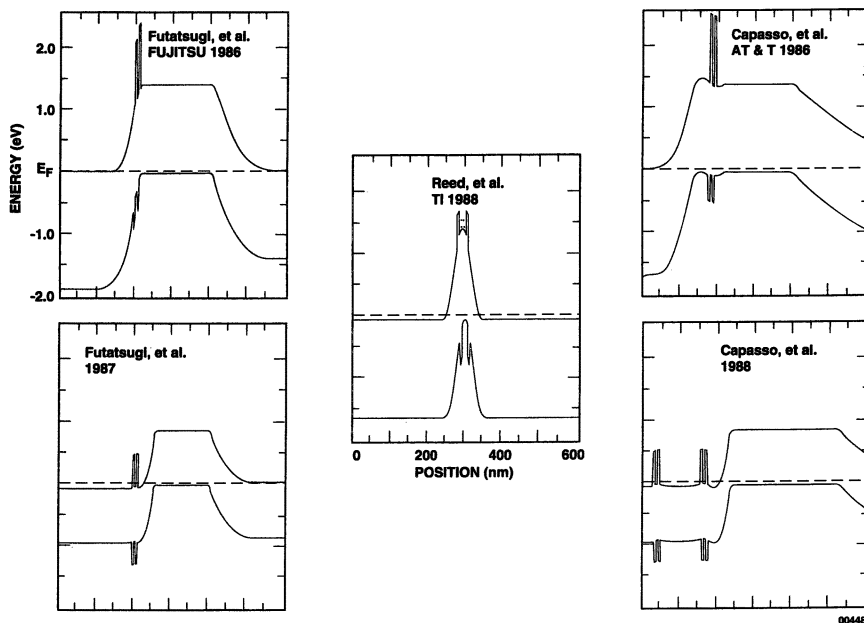 Futatsugi, et al.
FUJITSU 1986
2.0
1.0
E_F
-1.0
-2.0
ENERGY (eV)
Capasso, et al.
AT & T 1986
Reed, et al.
TI 1988
0 200 400 600
POSITION (nm)
Futatsugi, et al.
1987
Capasso, et al.
1988